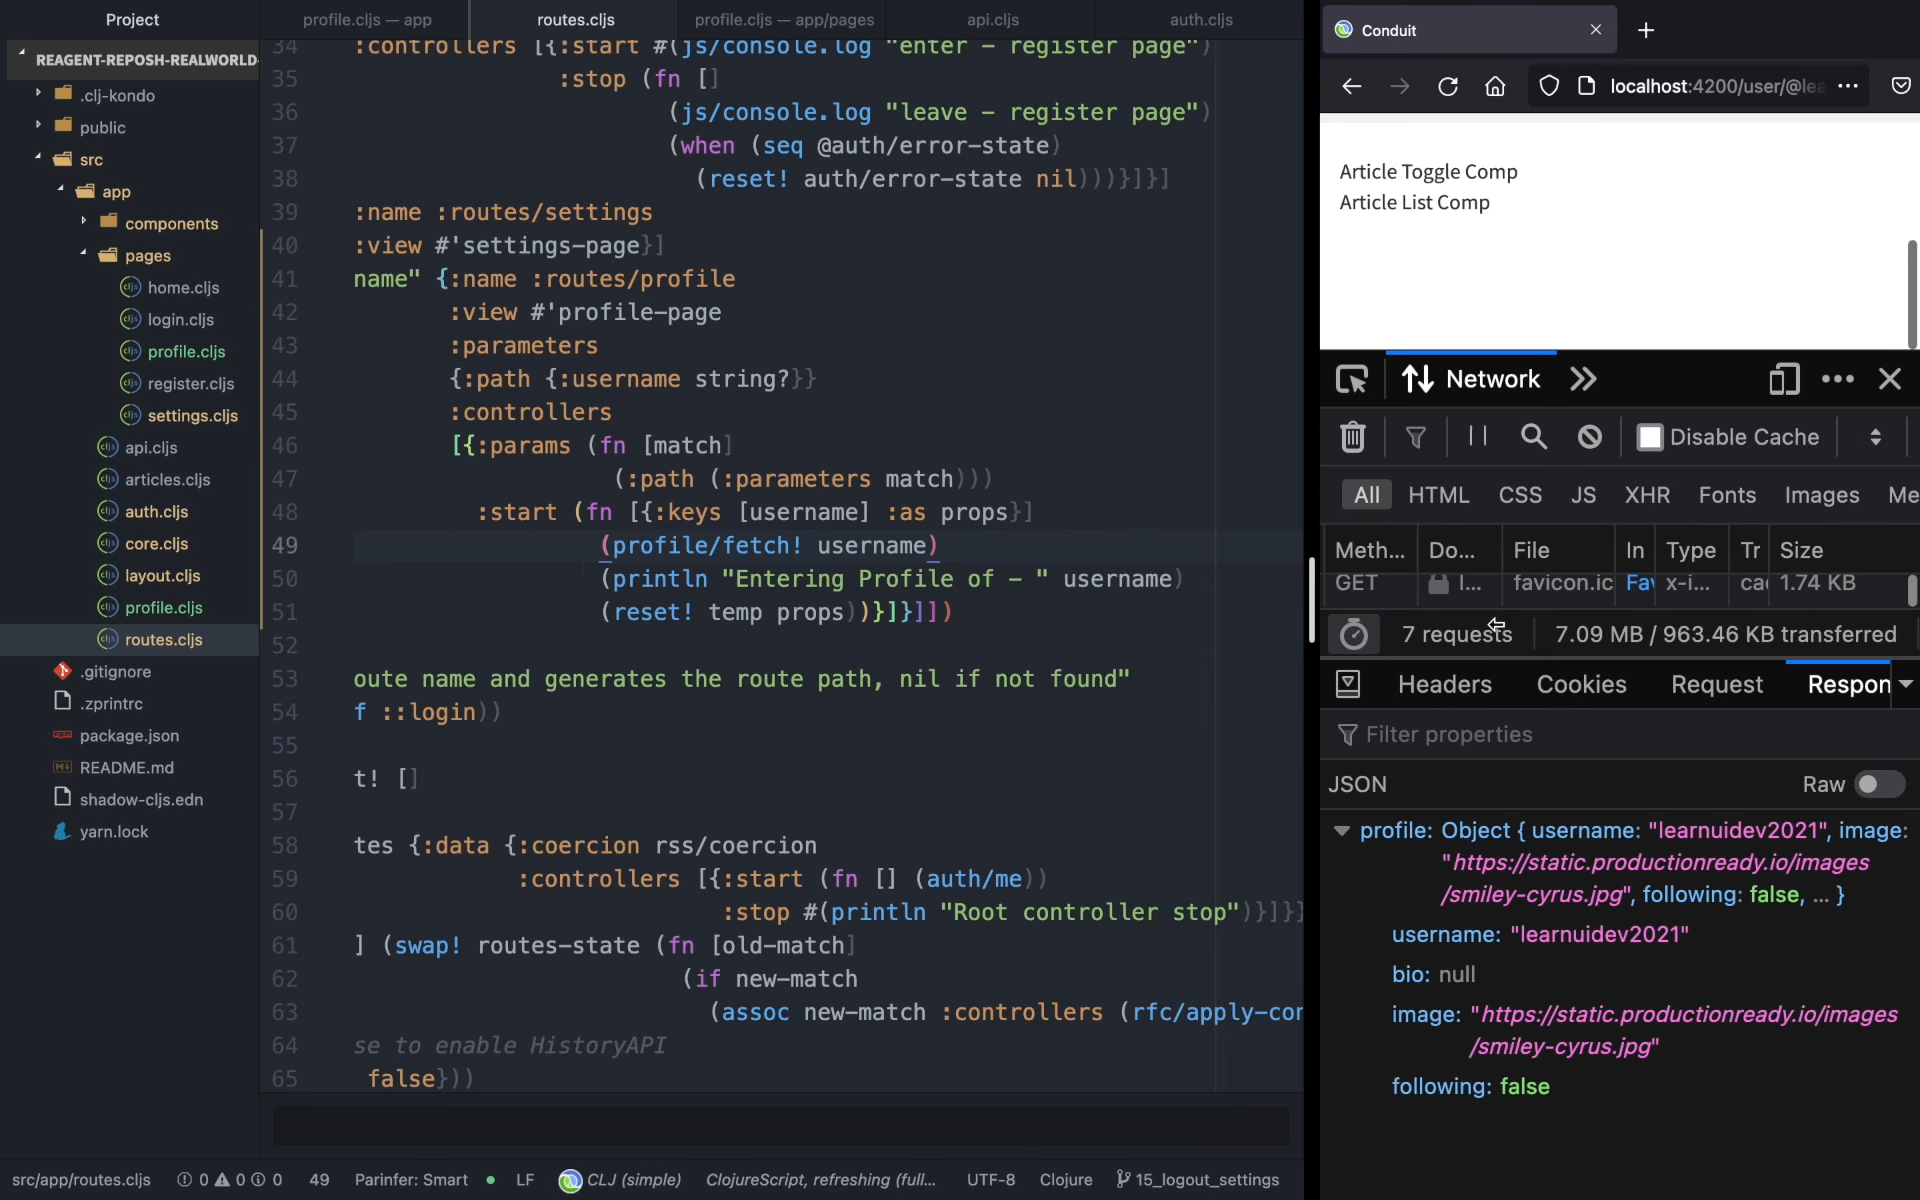 Project
REAGENT-REPOSH-REALWORLD-
.clj-kondo
public
src
app
components
pages
home.cljs
login.cljs
profile.cljs
register.cljs
settings.cljs
api.cljs
articles.cljs
auth.cljs
core.cljs
layout.cljs
profile.cljs
routes.cljs
.gitignore
.zprintrc
package.json
README.md
shadow-cljs.edn
yarn.lock
profile.cljs — app
routes.cljs
profile.cljs — app/pages
api.cljs
auth.cljs
34 :controllers [{:start #(js/console.log "enter - register page")
35 :stop (fn []
36 (js/console.log "leave - register page")
37 (when (seq @auth/error-state)
38 (reset! auth/error-state nil)))}]}]
39 :name :routes/settings
40 :view #'settings-page}]
41 name" {:name :routes/profile
42 :view #'profile-page
43 :parameters
44 {:path {:username string?}}
45 :controllers
46 [{:params (fn [match]
47 (:path (:parameters match)))
48 :start (fn [{:keys [username] :as props}]
49 (profile/fetch! username)
50 (println "Entering Profile of - " username)
51 (reset! temp props))}]}]])
52
53 oute name and generates the route path, nil if not found"
54 f ::login))
55
56 t! []
57
58 tes {:data {:coercion rss/coercion
59 :controllers [{:start (fn [] (auth/me))
60 :stop #(println "Root controller stop")}]}}
61 ] (swap! routes-state (fn [old-match]
62 (if new-match
63 (assoc new-match :controllers (rfc/apply-con
64 se to enable HistoryAPI
65 false}))
src/app/routes.cljs 0 0 0 49 Parinfer: Smart LF CLJ (simple) ClojureScript, refreshing (full... UTF-8 Clojure 15_logout_settings
Conduit
localhost:4200/user/@lea
Article Toggle Comp
Article List Comp
Network
Disable Cache
All HTML CSS JS XHR Fonts Images Me
Meth... Do... File In Type Tr Size
GET l... favicon.ic Fav x-i... cac 1.74 KB
7 requests 7.09 MB / 963.46 KB transferred
Headers Cookies Request Respon
Filter properties
JSON Raw
profile: Object { username: "learnuidev2021", image:
"https://static.productionready.io/images
/smiley-cyrus.jpg", following: false, … }
username: "learnuidev2021"
bio: null
image: "https://static.productionready.io/images
/smiley-cyrus.jpg"
following: false